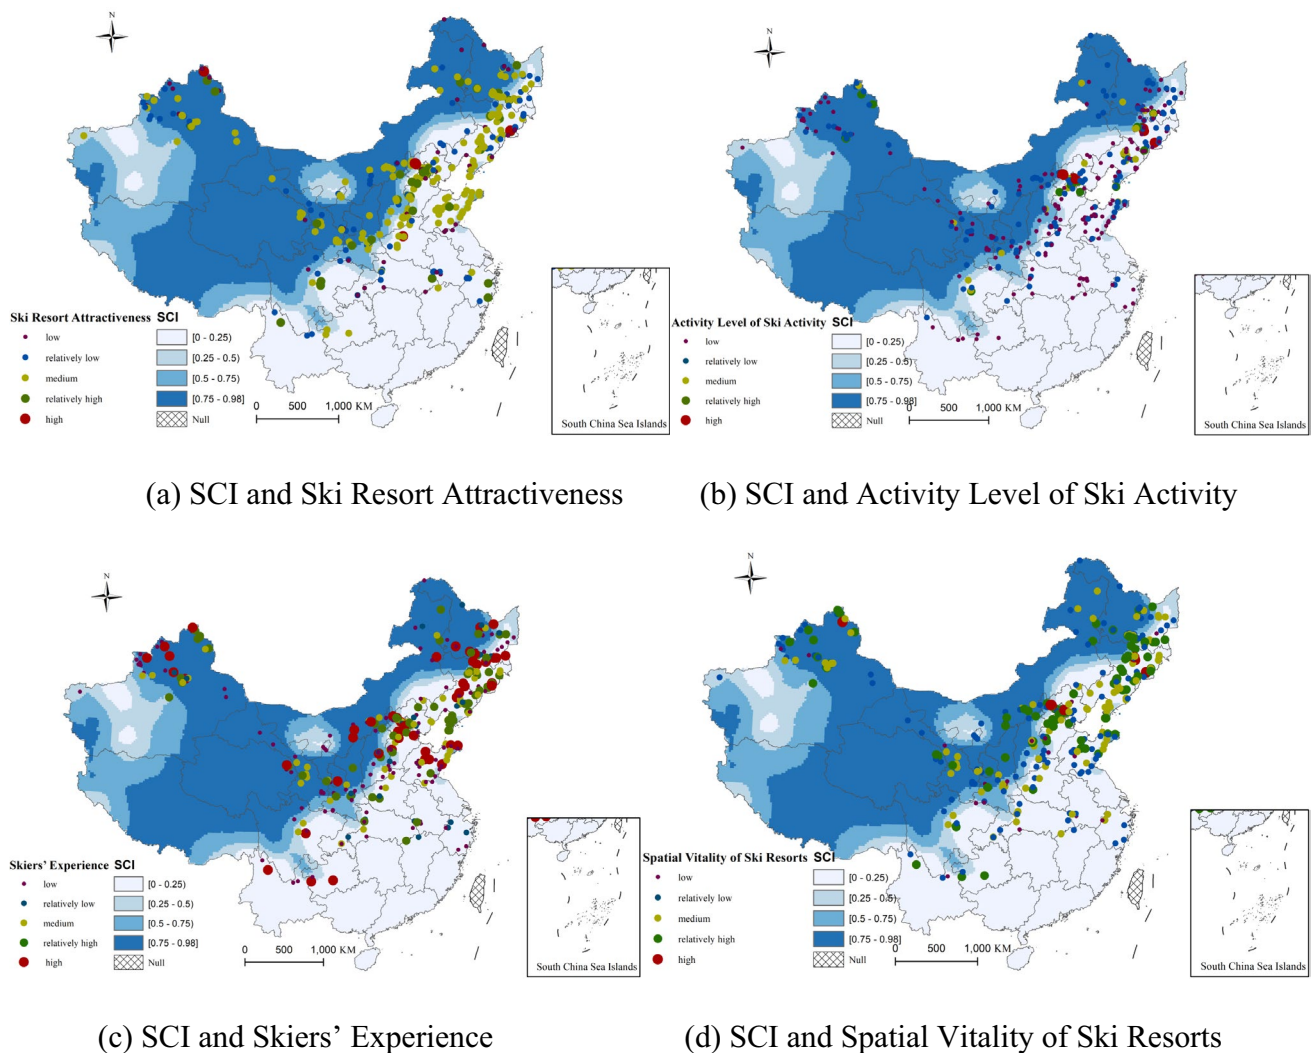 N
Ski Resort Attractiveness SCI
low [0 - 0.25)
relatively low [0.25 - 0.5)
medium [0.5 - 0.75)
relatively high [0.75 - 0.98]
high Null
0 500 1,000 KM
South China Sea Islands
(a) SCI and Ski Resort Attractiveness
N
Activity Level of Ski Activity SCI
low [0 - 0.25)
relatively low [0.25 - 0.5)
medium [0.5 - 0.75)
relatively high [0.75 - 0.98]
high Null
0 500 1,000 KM
South China Sea Islands
(b) SCI and Activity Level of Ski Activity
N
Skiers' Experience SCI
low [0 - 0.25)
relatively low [0.25 - 0.5)
medium [0.5 - 0.75)
relatively high [0.75 - 0.98]
high Null
0 500 1,000 KM
South China Sea Islands
(c) SCI and Skiers' Experience
N
Spatial Vitality of Ski Resorts SCI
low [0 - 0.25)
relatively low [0.25 - 0.5)
medium [0.5 - 0.75)
relatively high [0.75 - 0.98]
high Null
0 500 1,000 KM
South China Sea Islands
(d) SCI and Spatial Vitality of Ski Resorts